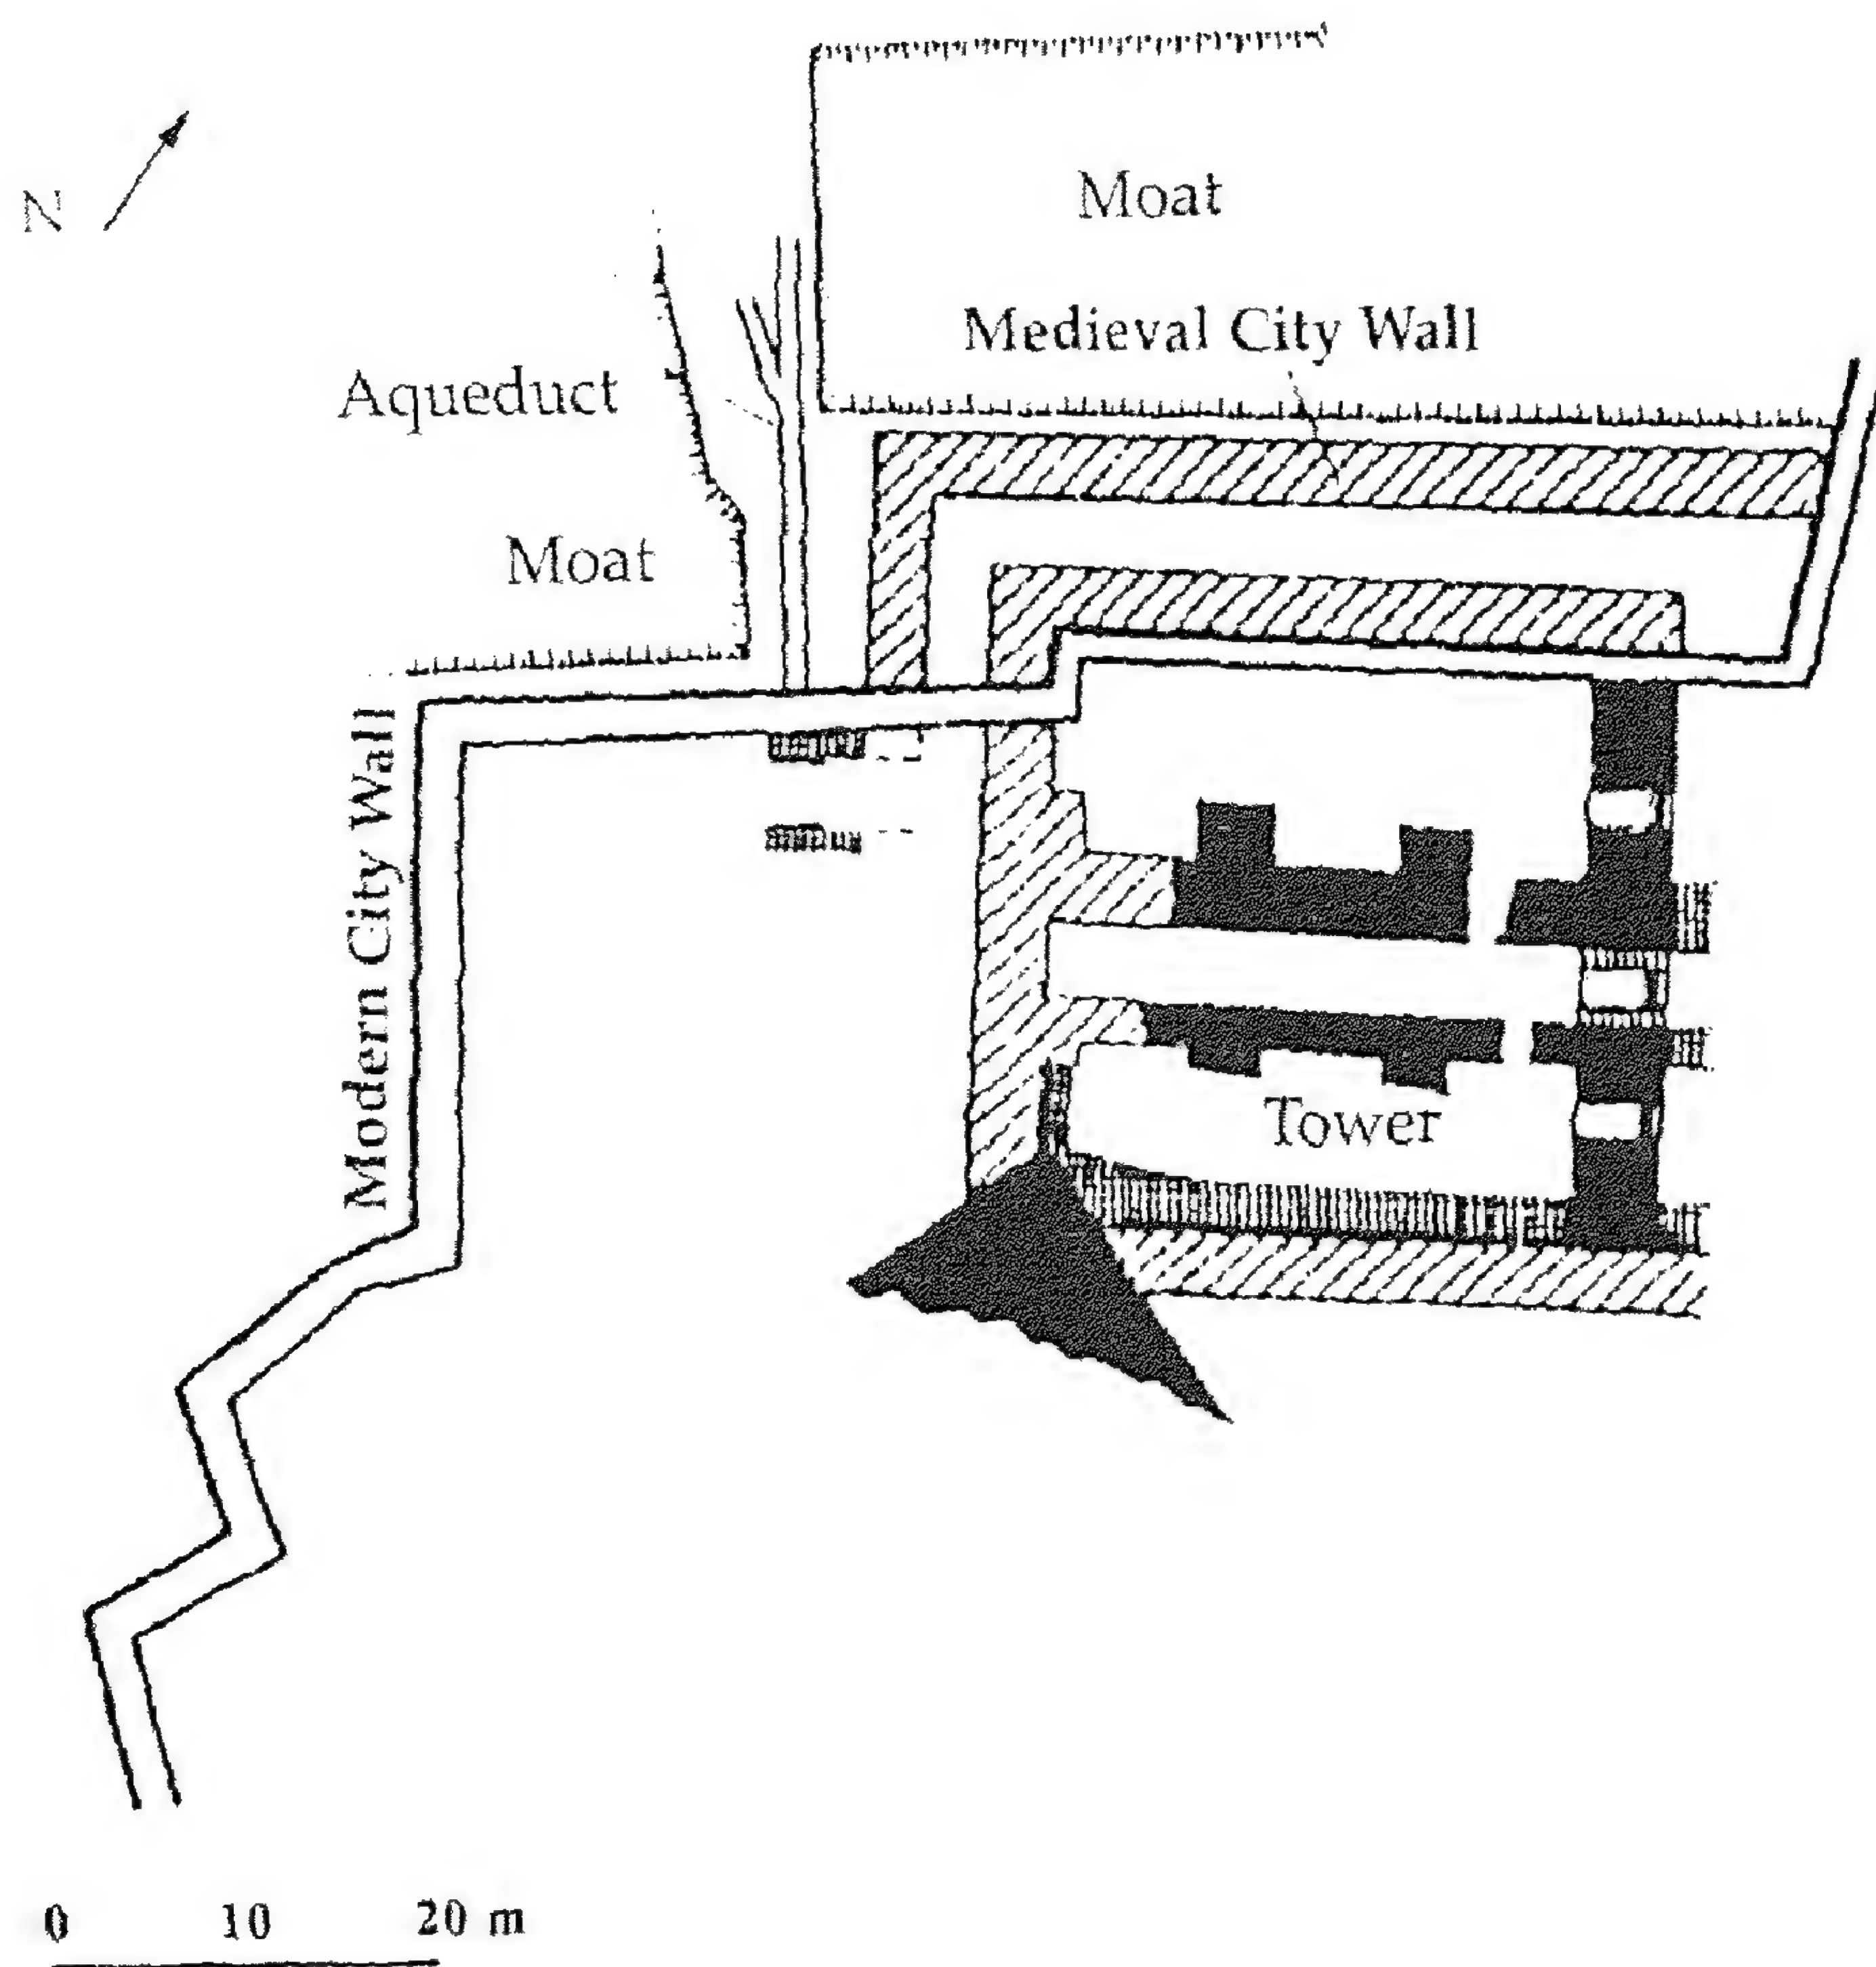 N
Moat
Medieval City Wall
Aqueduct
Moat
Modern City Wall
Tower
0 10 20 m